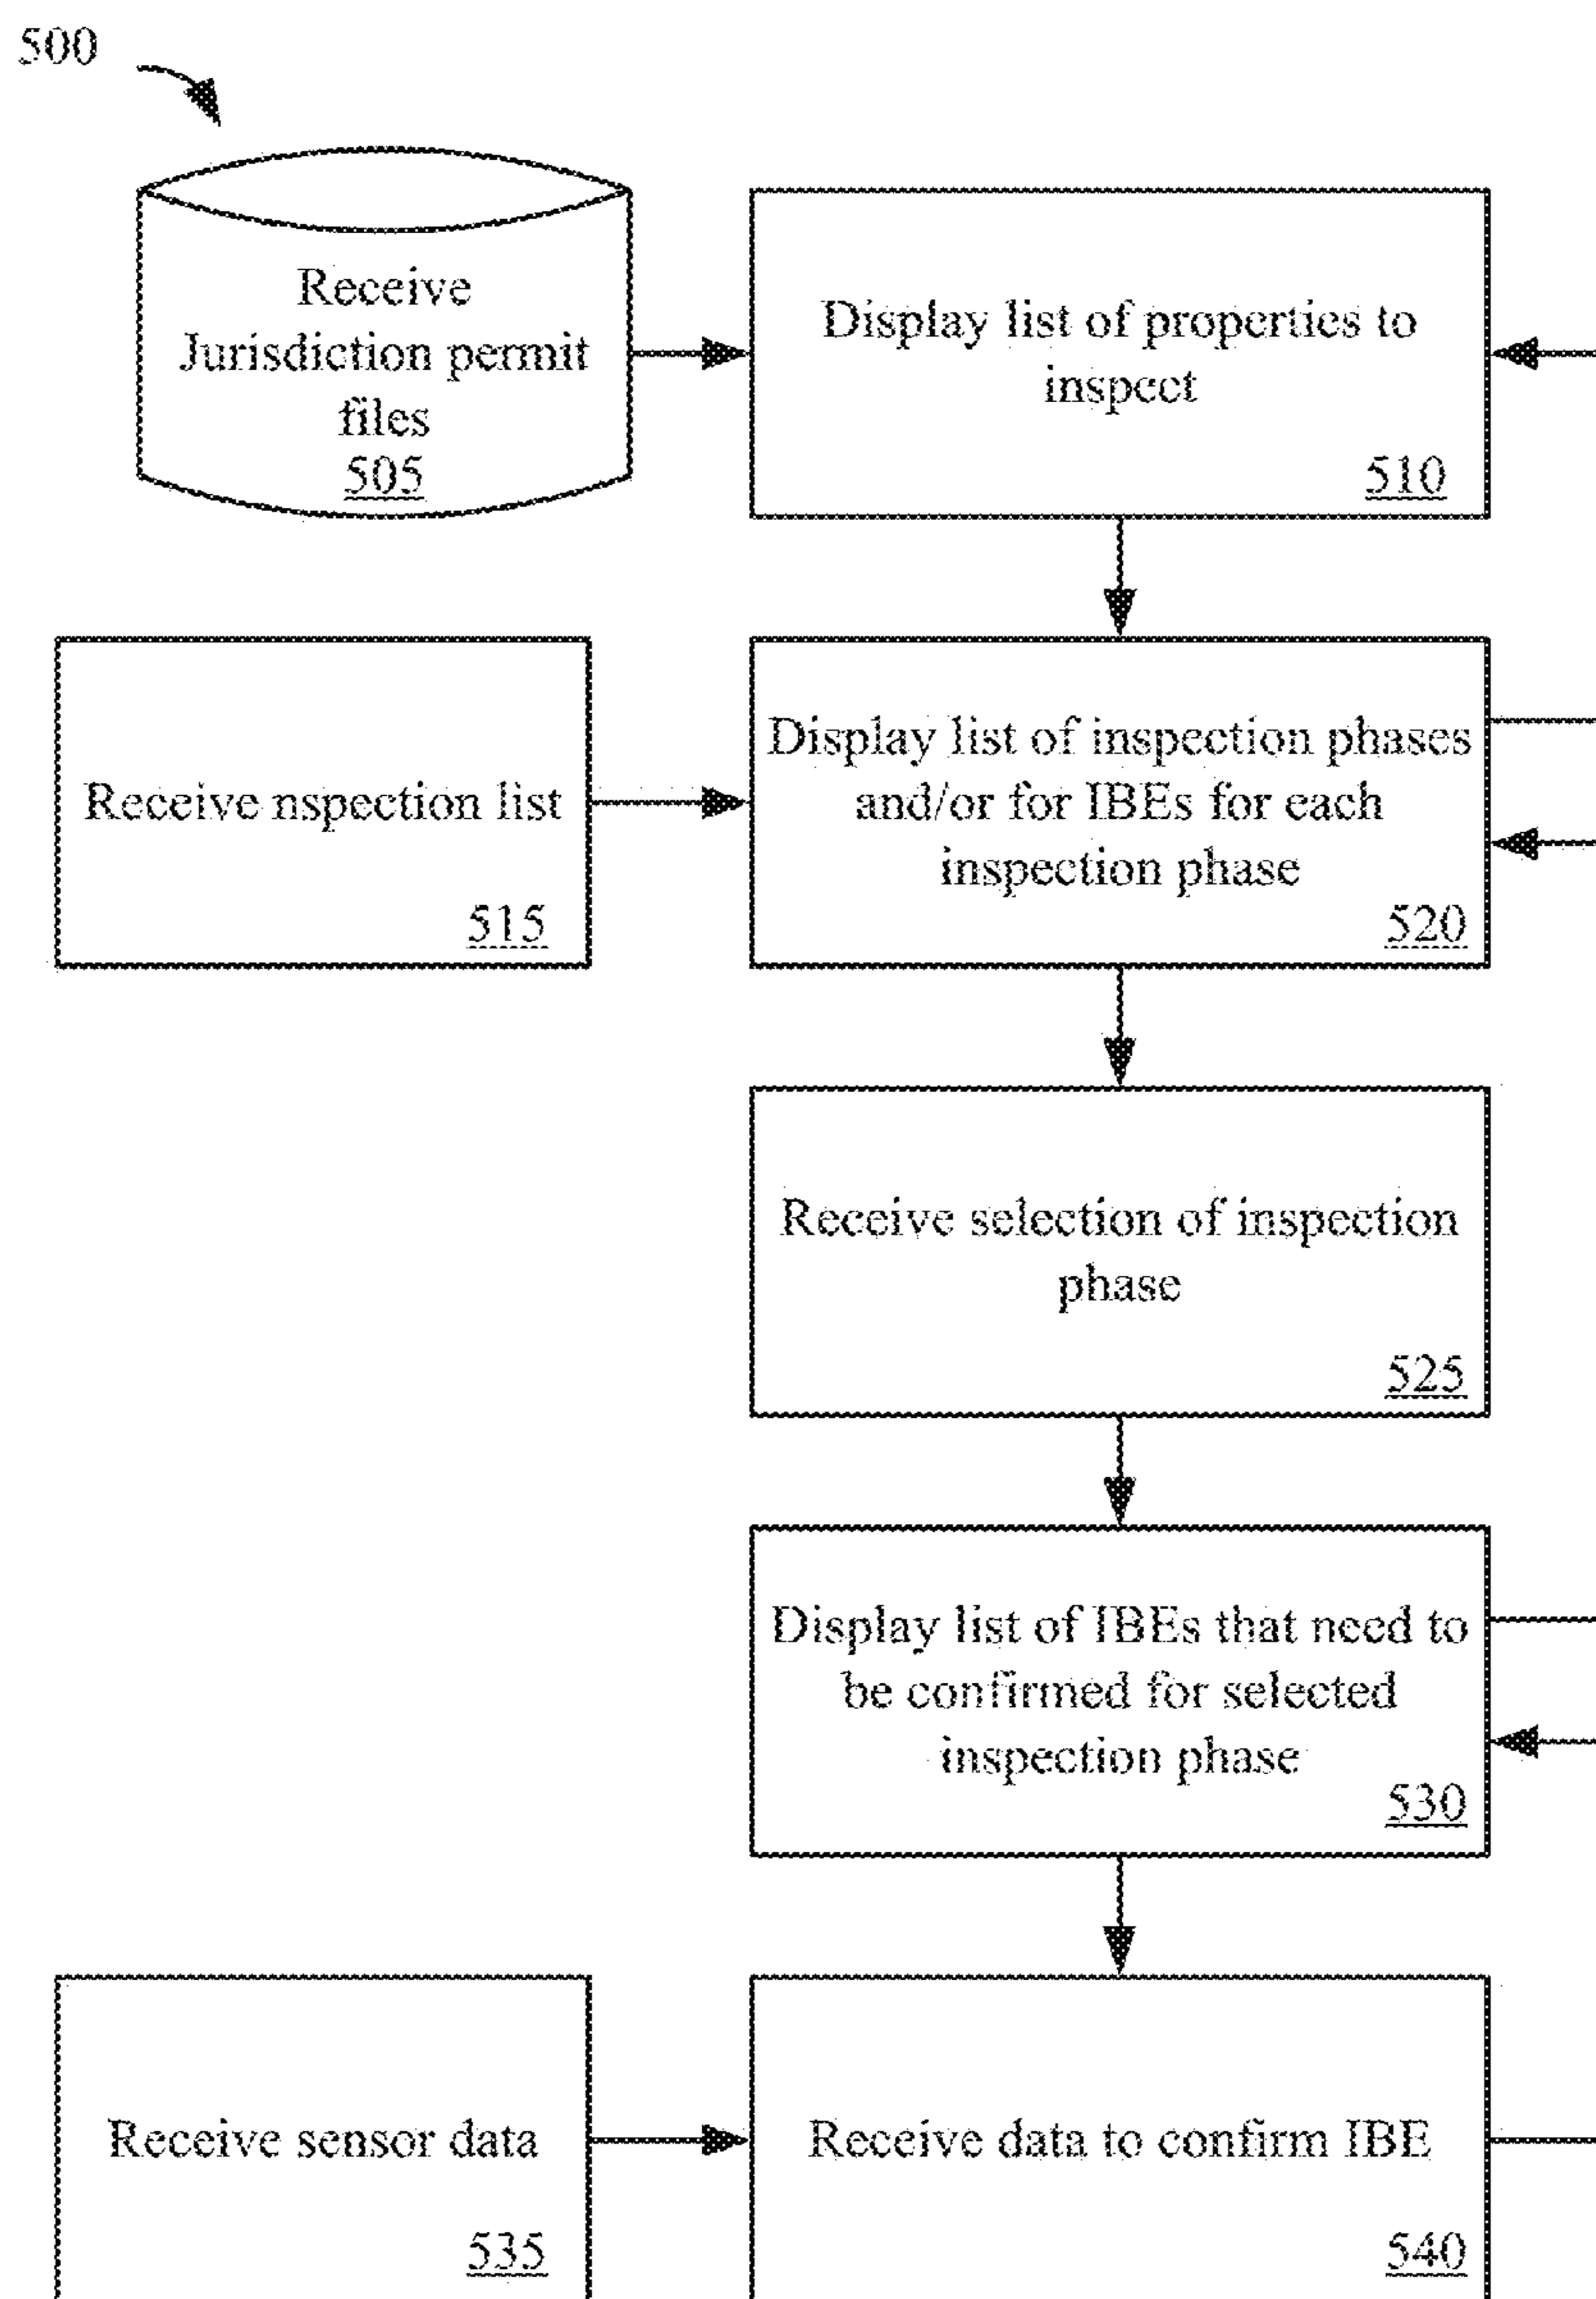 500
Receive
Jurisdiction permit
files
505
Display list of properties to
inspect
510
Receive nspection list
515
Display list of inspection phases
and/or for IBEs for each
inspection phase
520
Receive selection of inspection
phase
525
Display list of IBEs that need to
be confirmed for selected
inspection phase
530
Receive sensor data
535
Receive data to confirm IBE
540